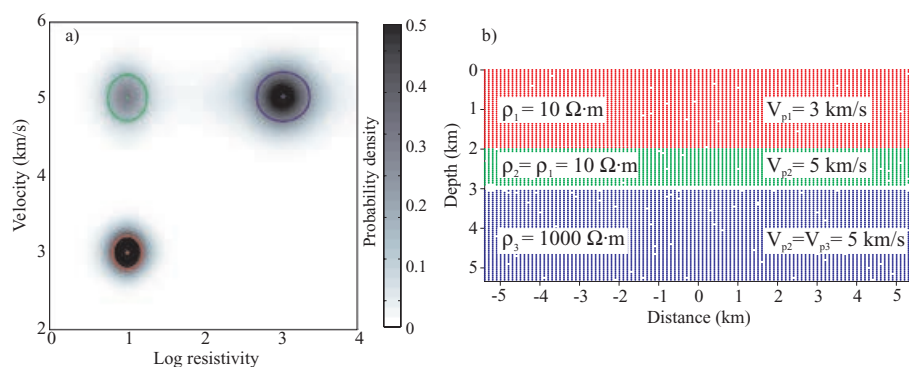 a)
6
5
4
3
2
Velocity (km/s)
0 1 2 3 4
Log resistivity
0.5
0.4
0.3
0.2
0.1
0
Probability density
b)
0
1
2
3
4
5
Depth (km)
ρ₁ = 10 Ω·m
Vₚ₁= 3 km/s
ρ₂= ρ₁= 10 Ω·m
Vₚ₂= 5 km/s
ρ₃ = 1000 Ω·m
Vₚ₂=Vₚ₃= 5 km/s
-5 -4 -3 -2 -1 0 1 2 3 4 5
Distance (km)